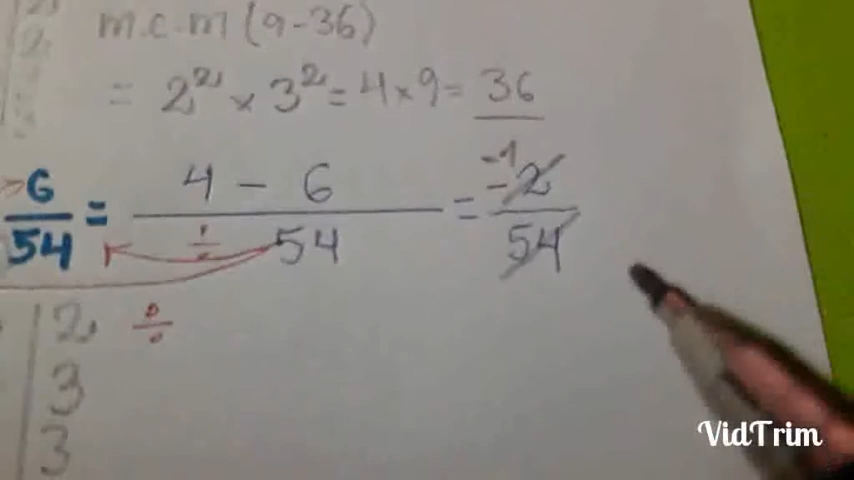 m.c.m (9-36)
= 2² × 3² = 4 × 9 = 36
-1
6/54 = 4 - 6/54 = -2/54
÷
2 ÷
3
3
VidTrim